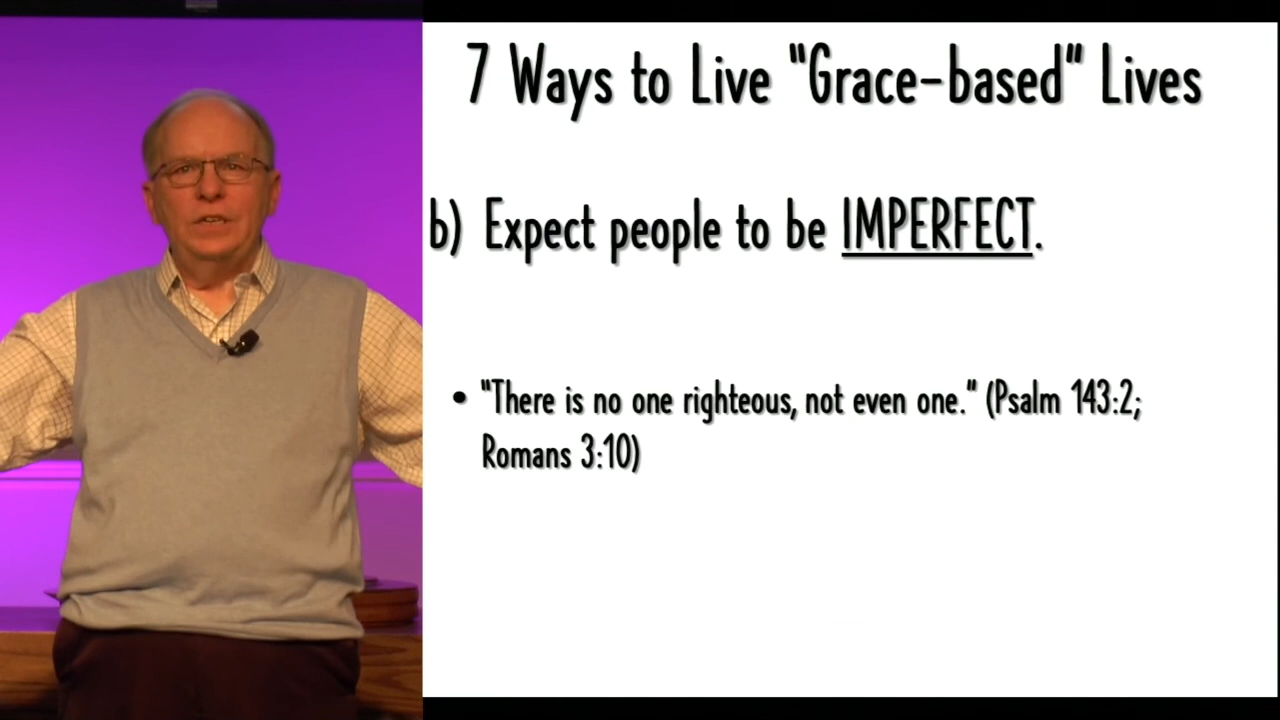 7 Ways to Live "Grace-based" Lives
b) Expect people to be IMPERFECT.
• "There is no one righteous, not even one." (Psalm 143:2;
Romans 3:10)